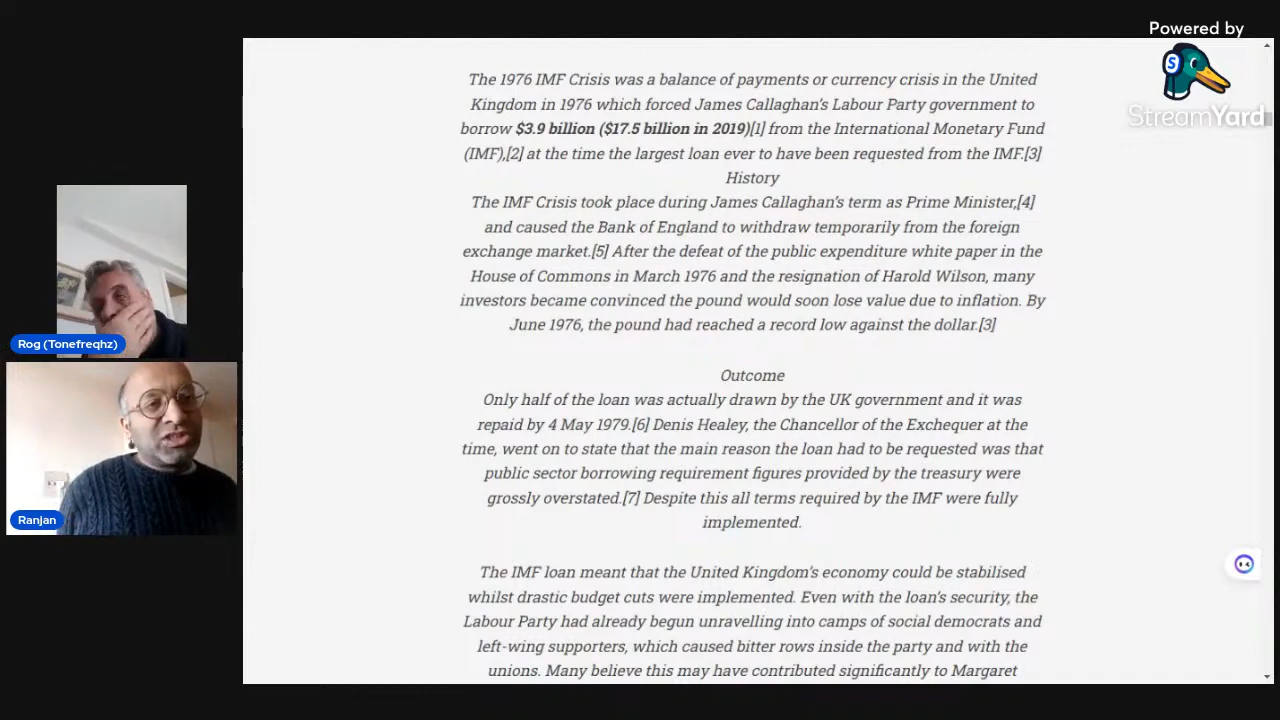 Powered by
StreamYard
The 1976 IMF Crisis was a balance of payments or currency crisis in the United
Kingdom in 1976 which forced James Callaghan's Labour Party government to
borrow $3.9 billion ($17.5 billion in 2019)[1] from the International Monetary Fund
(IMF),[2] at the time the largest loan ever to have been requested from the IMF.[3]
History
The IMF Crisis took place during James Callaghan's term as Prime Minister,[4]
and caused the Bank of England to withdraw temporarily from the foreign
exchange market.[5] After the defeat of the public expenditure white paper in the
House of Commons in March 1976 and the resignation of Harold Wilson, many
investors became convinced the pound would soon lose value due to inflation. By
June 1976, the pound had reached a record low against the dollar.[3]
Outcome
Only half of the loan was actually drawn by the UK government and it was
repaid by 4 May 1979.[6] Denis Healey, the Chancellor of the Exchequer at the
time, went on to state that the main reason the loan had to be requested was that
public sector borrowing requirement figures provided by the treasury were
grossly overstated.[7] Despite this all terms required by the IMF were fully
implemented.
The IMF loan meant that the United Kingdom's economy could be stabilised
whilst drastic budget cuts were implemented. Even with the loan's security, the
Labour Party had already begun unravelling into camps of social democrats and
left-wing supporters, which caused bitter rows inside the party and with the
unions. Many believe this may have contributed significantly to Margaret
Rog (Tonefreqhz)
Ranjan